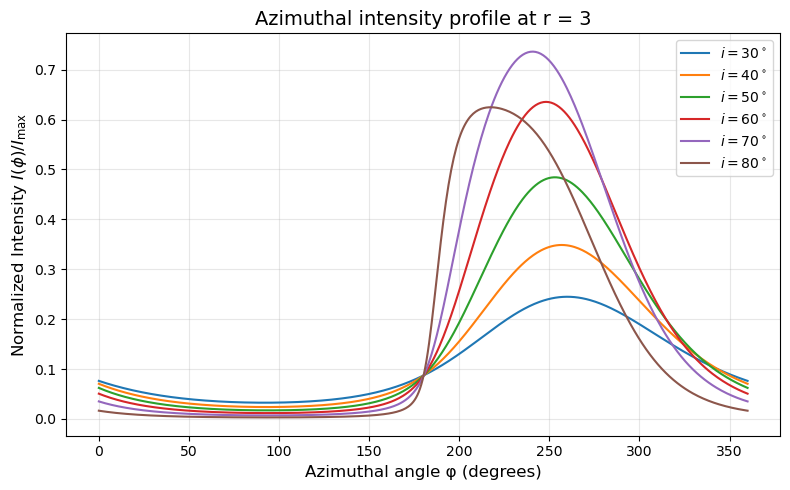 Azimuthal intensity profile at r = 3
Normalized Intensity I(ϕ)/I_max
0.7
0.6
0.5
0.4
0.3
0.2
0.1
0.0
i = 30°
i = 40°
i = 50°
i = 60°
i = 70°
i = 80°
0 50 100 150 200 250 300 350
Azimuthal angle φ (degrees)